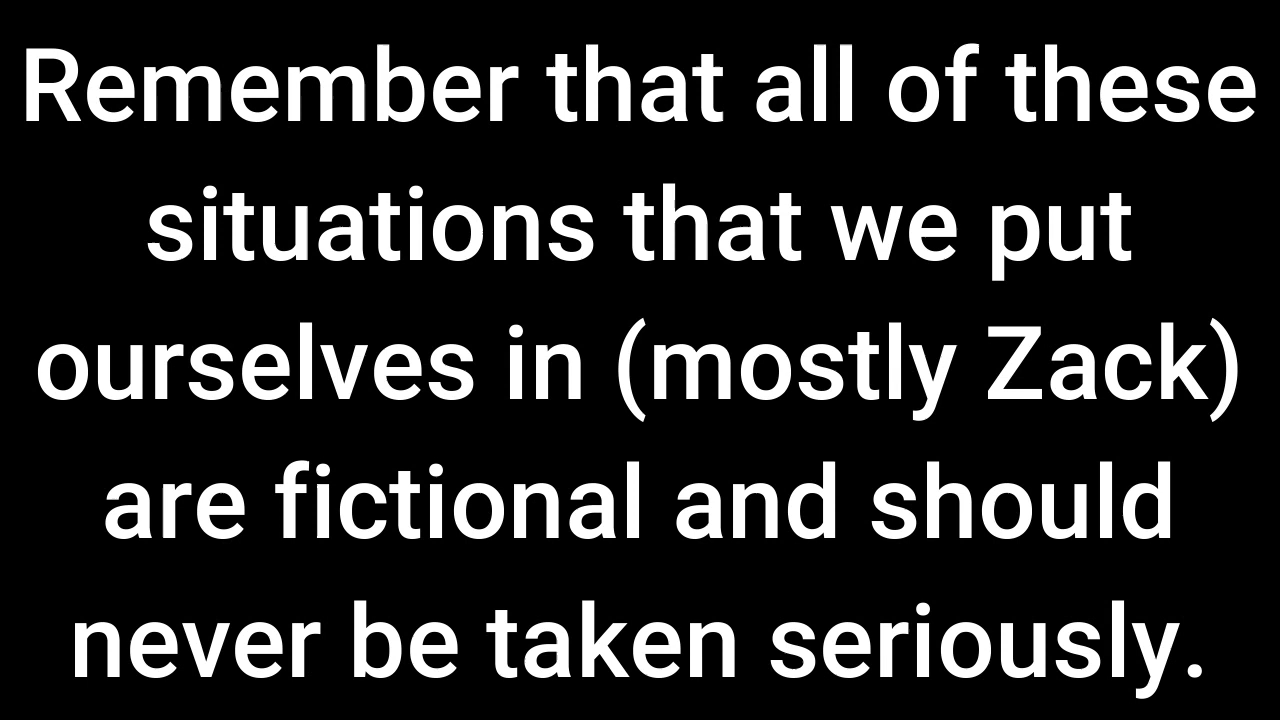 Remember that all of these
situations that we put
ourselves in (mostly Zack)
are fictional and should
never be taken seriously.